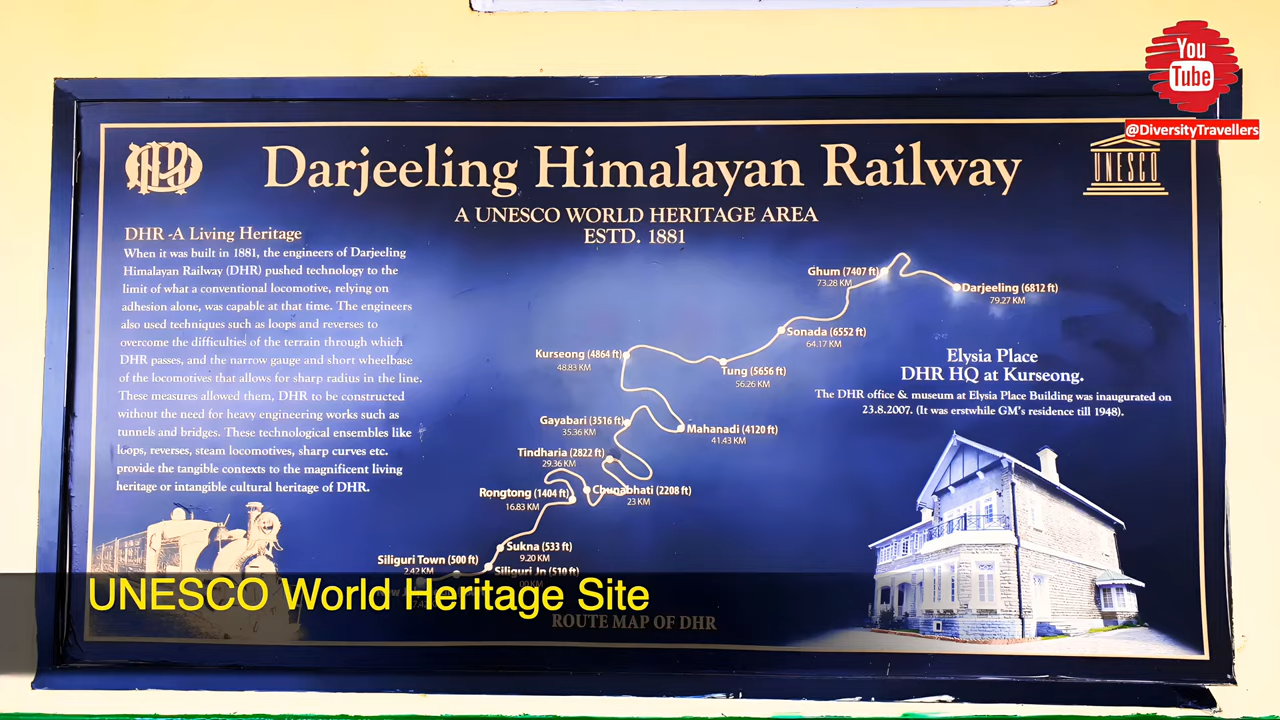 You
Tube
@DiversityTravellers
DHR
UNESCO
Darjeeling Himalayan Railway
A UNESCO WORLD HERITAGE AREA
ESTD. 1881
DHR -A Living Heritage
When it was built in 1881, the engineers of Darjeeling
Himalayan Railway (DHR) pushed technology to the
limit of what a conventional locomotive, relying on
adhesion alone, was capable at that time. The engineers
also used techniques such as loops and reverses to
overcome the difficulties of the terrain through which
DHR passes, and the narrow gauge and short wheelbase
of the locomotives that allows for sharp radius in the line.
These measures allowed them, DHR to be constructed
without the need for heavy engineering works such as
tunnels and bridges. These technological ensembles like
loops, reverses, steam locomotives, sharp curves etc.
provide the tangible contexts to the magnificent living
heritage or intangible cultural heritage of DHR.
Ghum (7407 ft)
73.28 KM
Darjeeling (6812 ft)
79.27 KM
Sonada (6552 ft)
64.17 KM
Kurseong (4864 ft)
48.83 KM
Tung (5656 ft)
56.26 KM
Gayabari (3516 ft)
35.36 KM
Mahanadi (4120 ft)
41.43 KM
Tindharia (2822 ft)
29.36 KM
Chunabhati (2208 ft)
23 KM
Rongtong (1404 ft)
16.83 KM
Sukna (533 ft)
9.20 KM
Siliguri Town (500 ft)
2.42 KM
Siliguri Jn (510 ft)
Elysia Place
DHR HQ at Kurseong.
The DHR office & museum at Elysia Place Building was inaugurated on
23.8.2007. (It was erstwhile GM's residence till 1948).
UNESCO World Heritage Site
ROUTE MAP OF DHR